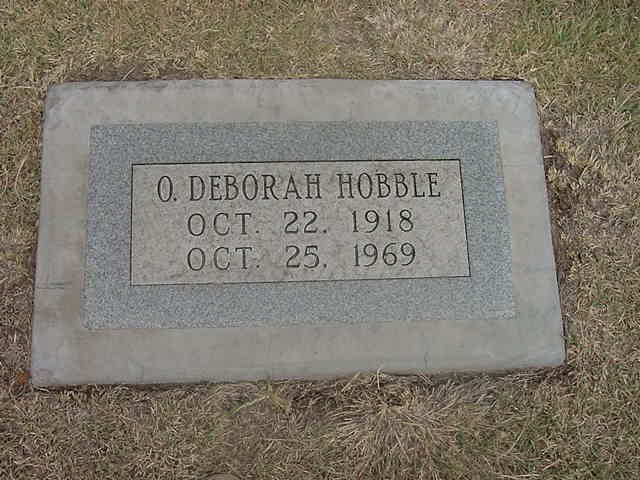 O. DEBORAH HOBBLE
OCT. 22, 1918
OCT. 25, 1969